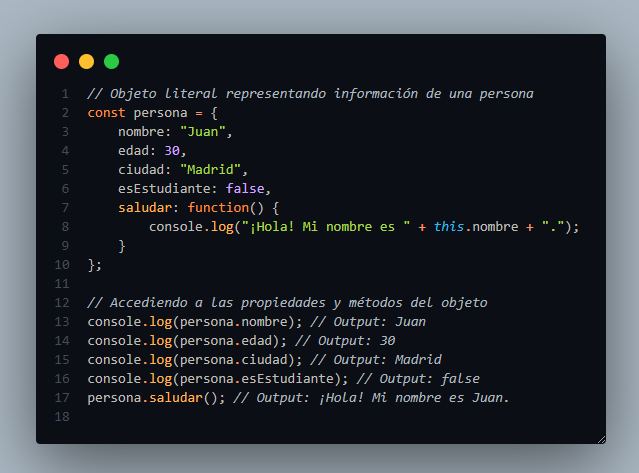 1 // Objeto literal representando información de una persona
2 const persona = {
3     nombre: "Juan",
4     edad: 30,
5     ciudad: "Madrid",
6     esEstudiante: false,
7     saludar: function() {
8         console.log("¡Hola! Mi nombre es " + this.nombre + ".");
9     }
10 };
11
12 // Accediendo a las propiedades y métodos del objeto
13 console.log(persona.nombre); // Output: Juan
14 console.log(persona.edad); // Output: 30
15 console.log(persona.ciudad); // Output: Madrid
16 console.log(persona.esEstudiante); // Output: false
17 persona.saludar(); // Output: ¡Hola! Mi nombre es Juan.
18